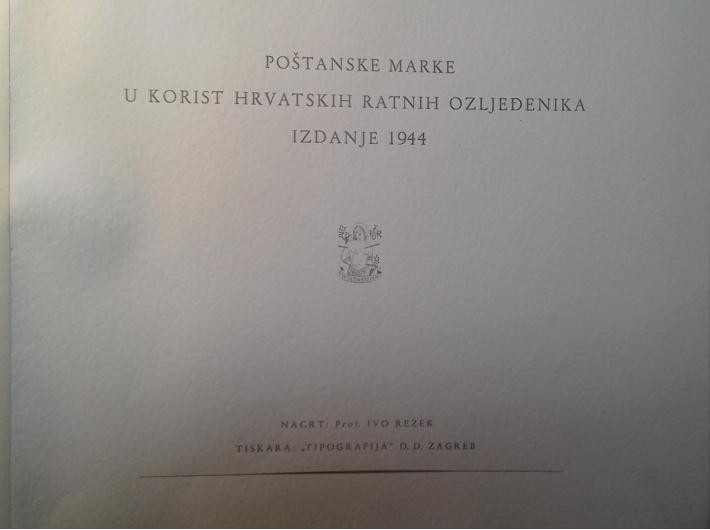 POŠTANSKE MARKE
U KORIST HRVATSKIH RATNIH OZLJEĐENIKA
IZDANJE 1944
NACRT: Prof. IVO REŽEK
TISKARA: „TIPOGRAFIJA" D. D. ZAGREB